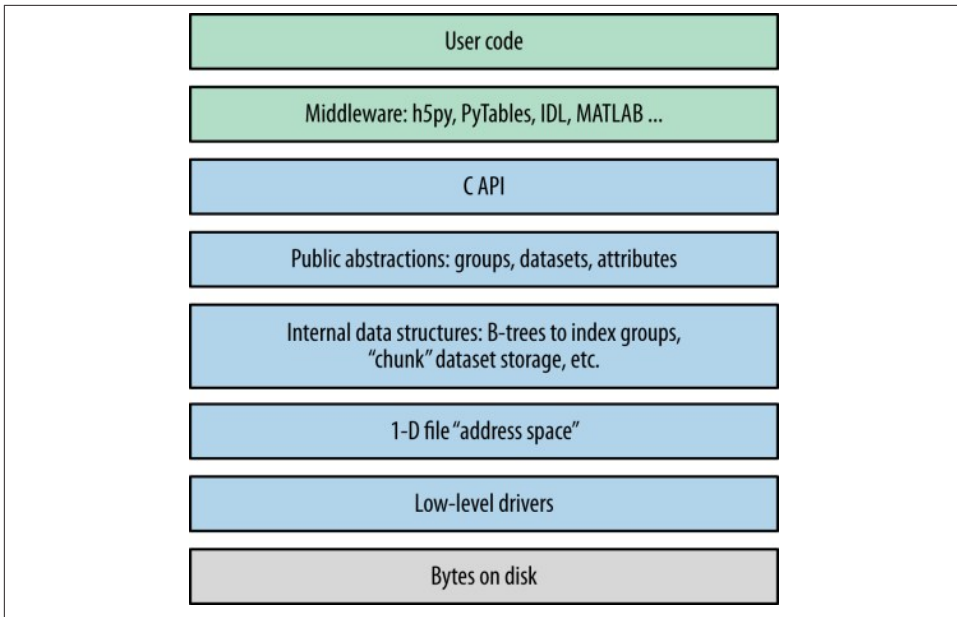 User code
Middleware: h5py, PyTables, IDL, MATLAB ...
C API
Public abstractions: groups, datasets, attributes
Internal data structures: B-trees to index groups,
“chunk” dataset storage, etc.
1-D file “address space”
Low-level drivers
Bytes on disk